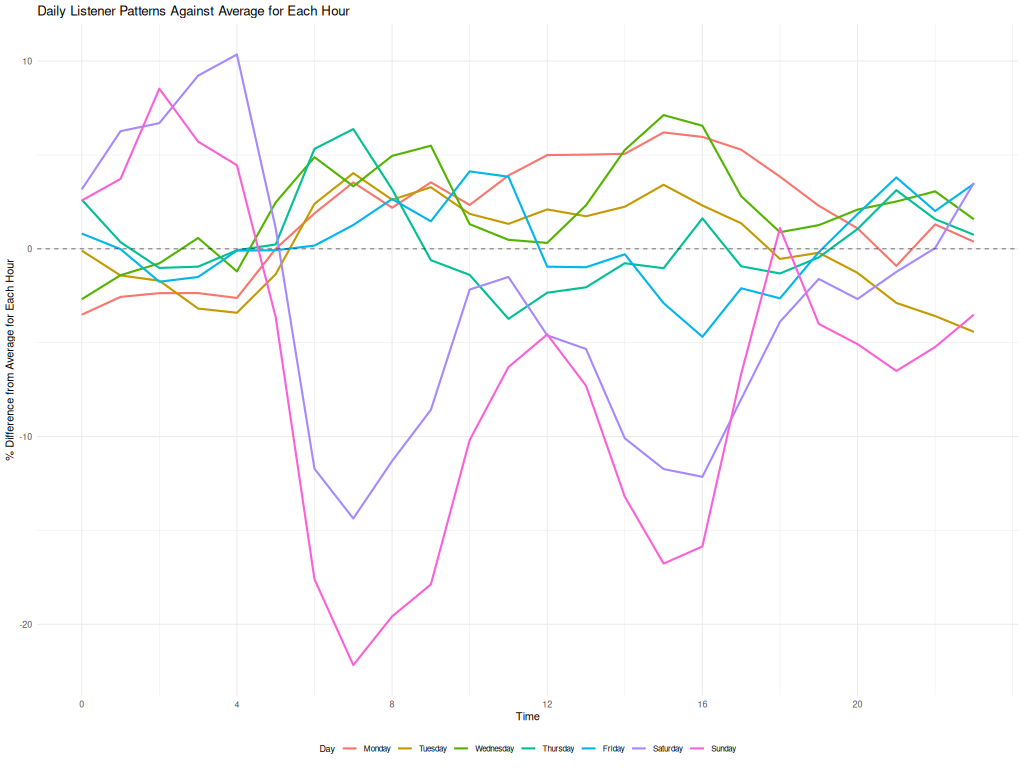 Daily Listener Patterns Against Average for Each Hour
% Difference from Average for Each Hour
10
0
-10
-20
0 4 8 12 16 20
Time
Day Monday Tuesday Wednesday Thursday Friday Saturday Sunday